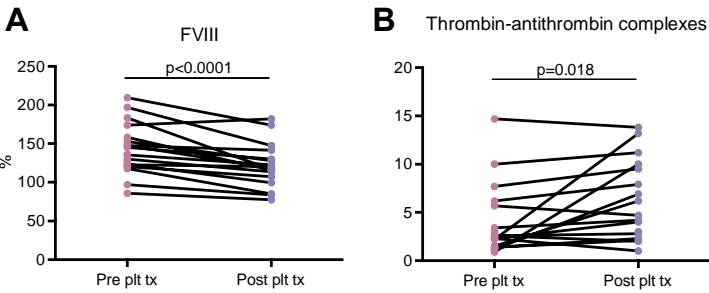 A
FVIII
p<0.0001
250
200
150
100
50
0
%
Pre plt tx
Post plt tx
B
Thrombin-antithrombin complexes
p=0.018
20
15
10
5
0
Pre plt tx
Post plt tx